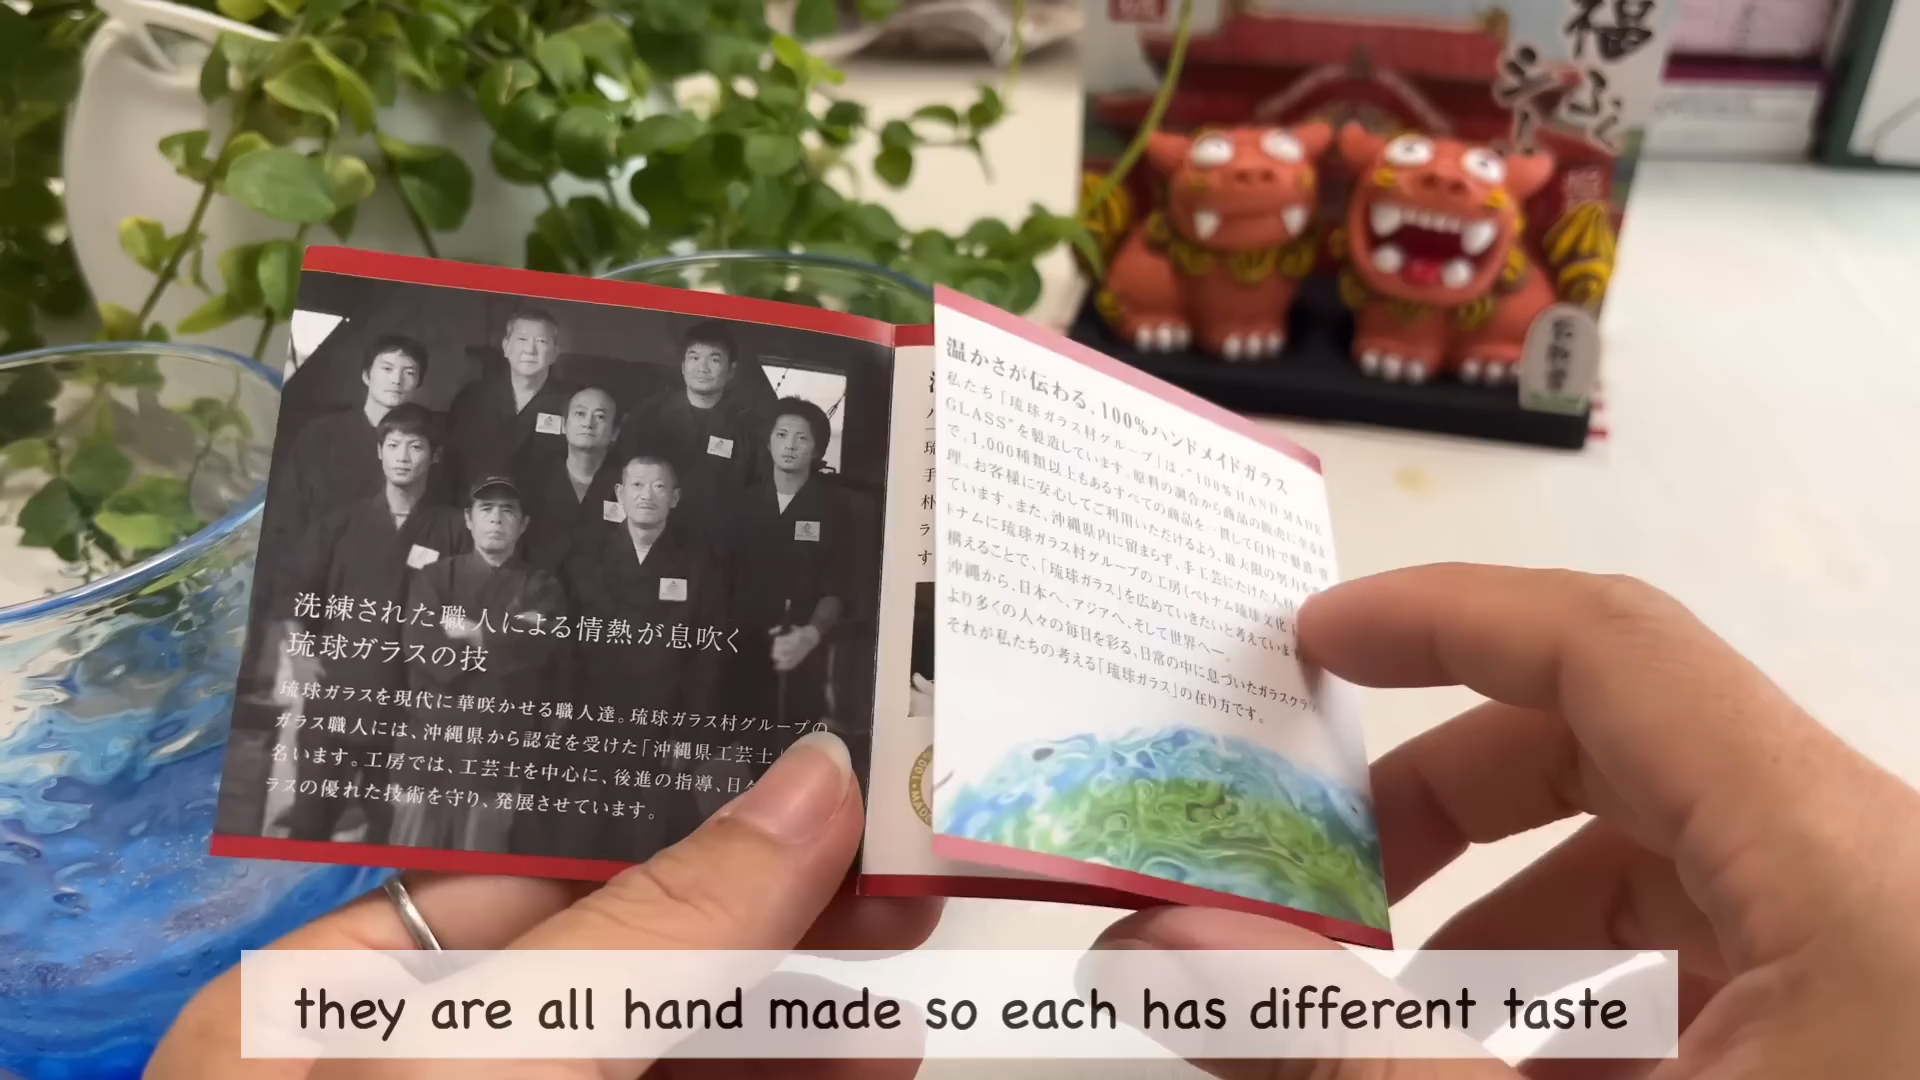 福
ふく
シーサー
洗練された職人による情熱が息吹く
琉球ガラスの技
琉球ガラスを現代に華咲かせる職人達。琉球ガラス村グループの
ガラス職人には、沖縄県から認定を受けた「沖縄県工芸士
名います。工房では、工芸士を中心に、後進の指導、日
ラスの優れた技術を守り、発展させています。
温かさが伝わる、100%ハンドメイドガラス
私たち「琉球ガラス村グループ」は、"100% HAND MADE
GLASS"を製造しています。原料の調合から商品の販売に至るま
で、1,000種類以上もあるすべての商品を一貫して自社で製造・管
理。お客様に安心してご利用いただけるよう、最大限の努力を
ています。また、沖縄県内に留まらず、手工芸にたけた人材
トナムに琉球ガラス村グループの工房(ベトナム琉球文化
構えることで、「琉球ガラス」を広めていきたいと考えています
沖縄から、日本へ、アジアへ、そして世界へ―。
より多くの人々の毎日を彩る、日常の中に息づいたガラスクラ
それが私たちの考える「琉球ガラス」の在り方です。
they are all hand made so each has different taste